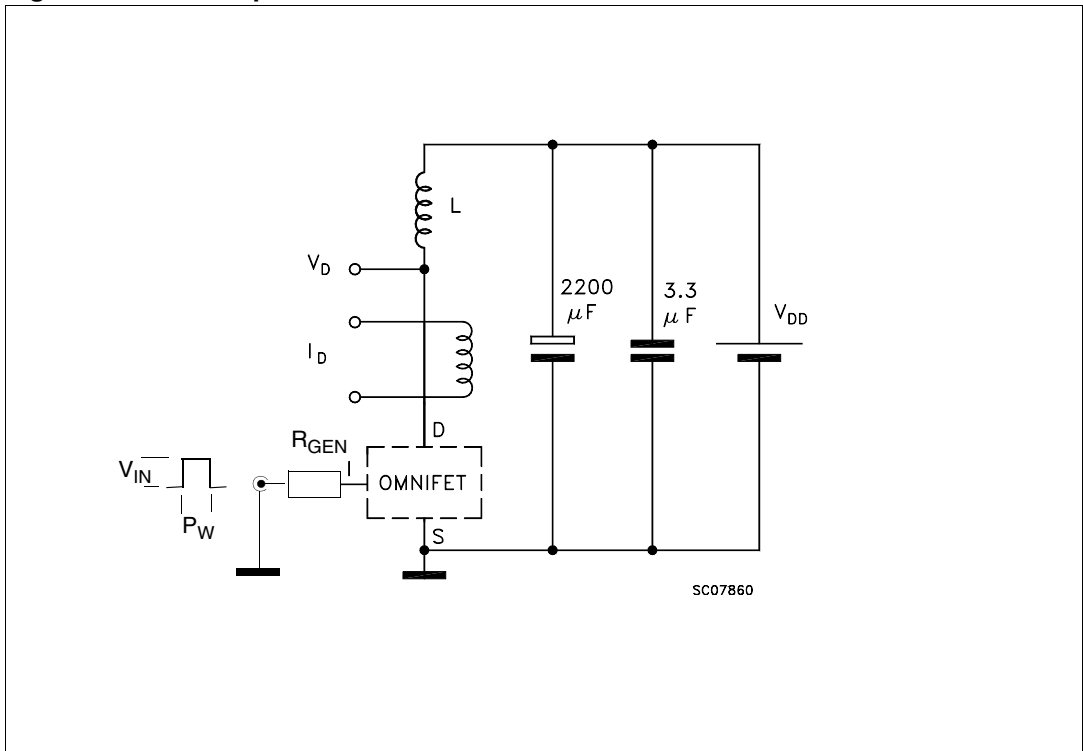 L
V_D
2200
μF
3.3
μF
V_DD
I_D
D
R_GEN
I
V_IN
OMNIFET
P_W
S
SC07860